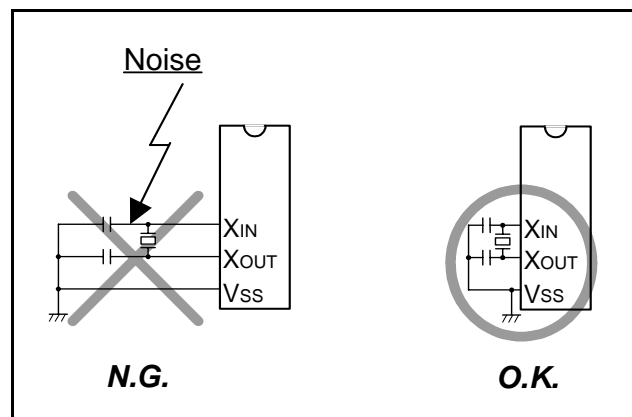 Noise
XIN
XOUT
VSS
N.G.
XIN
XOUT
VSS
O.K.